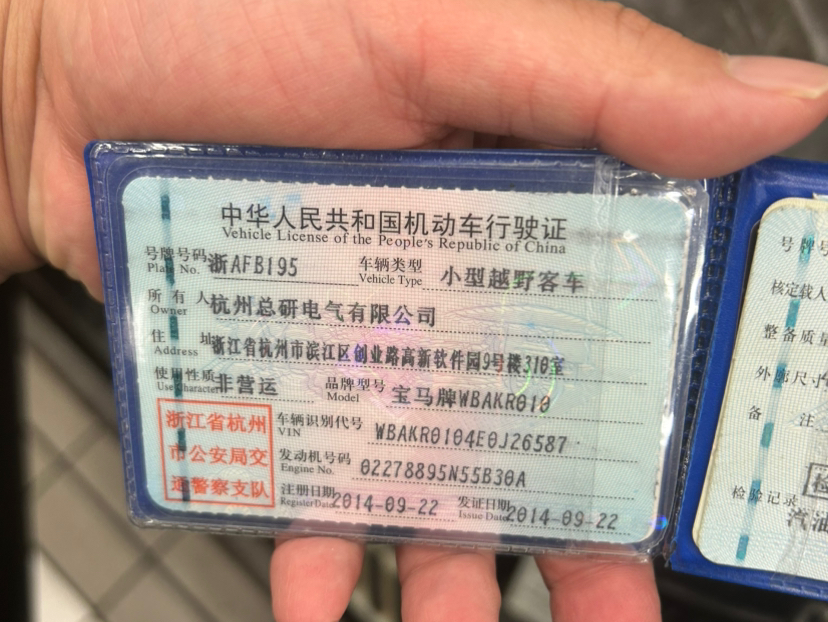 中华人民共和国机动车行驶证
Vehicle License of the People's Republic of China
号牌号码 浙AFB195 车辆类型 小型越野客车
Plate No. Vehicle Type
所有人 杭州总研电气有限公司
Owner
住址 浙江省杭州市滨江区创业路高新软件园9号楼310室
Address
使用性质 非营运 品牌型号 宝马牌WBAKR010
Use Character Model
浙江省杭州
市公安局交
通警察支队
车辆识别代号 WBAKR0104E0J26587
VIN
发动机号码 02278895N55B30A
Engine No.
注册日期 2014-09-22 发证日期 2014-09-22
Register Date Issue Date
号牌号
核定载人
整备质量
外廓尺寸
备注
检验记录
汽油